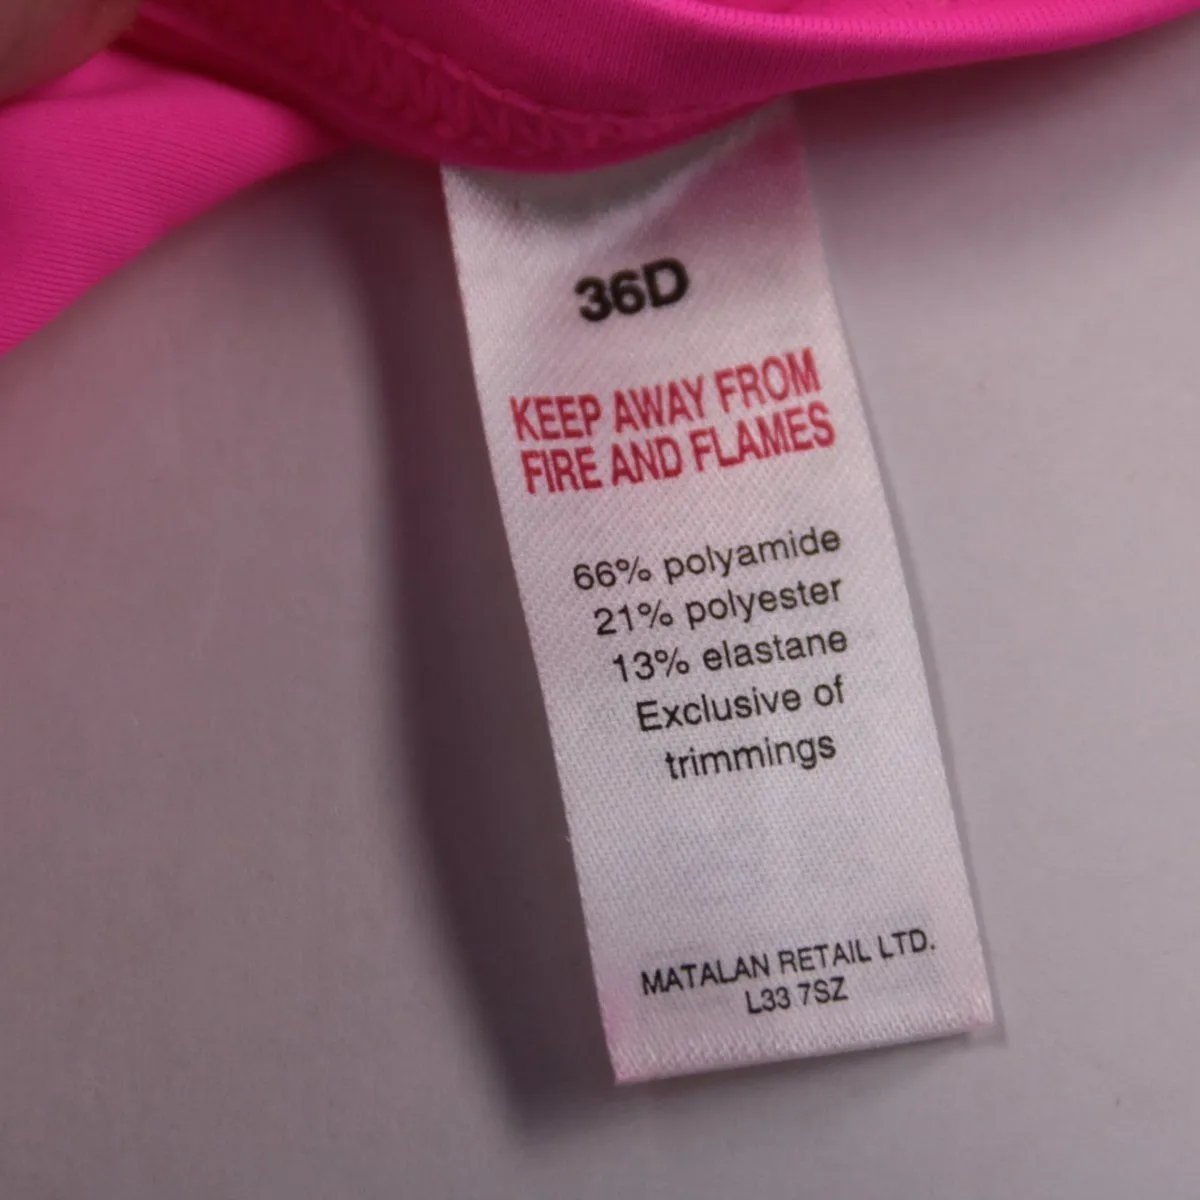 36D
KEEP AWAY FROM
FIRE AND FLAMES
66% polyamide
21% polyester
13% elastane
Exclusive of
trimmings
MATALAN RETAIL LTD.
L33 7SZ